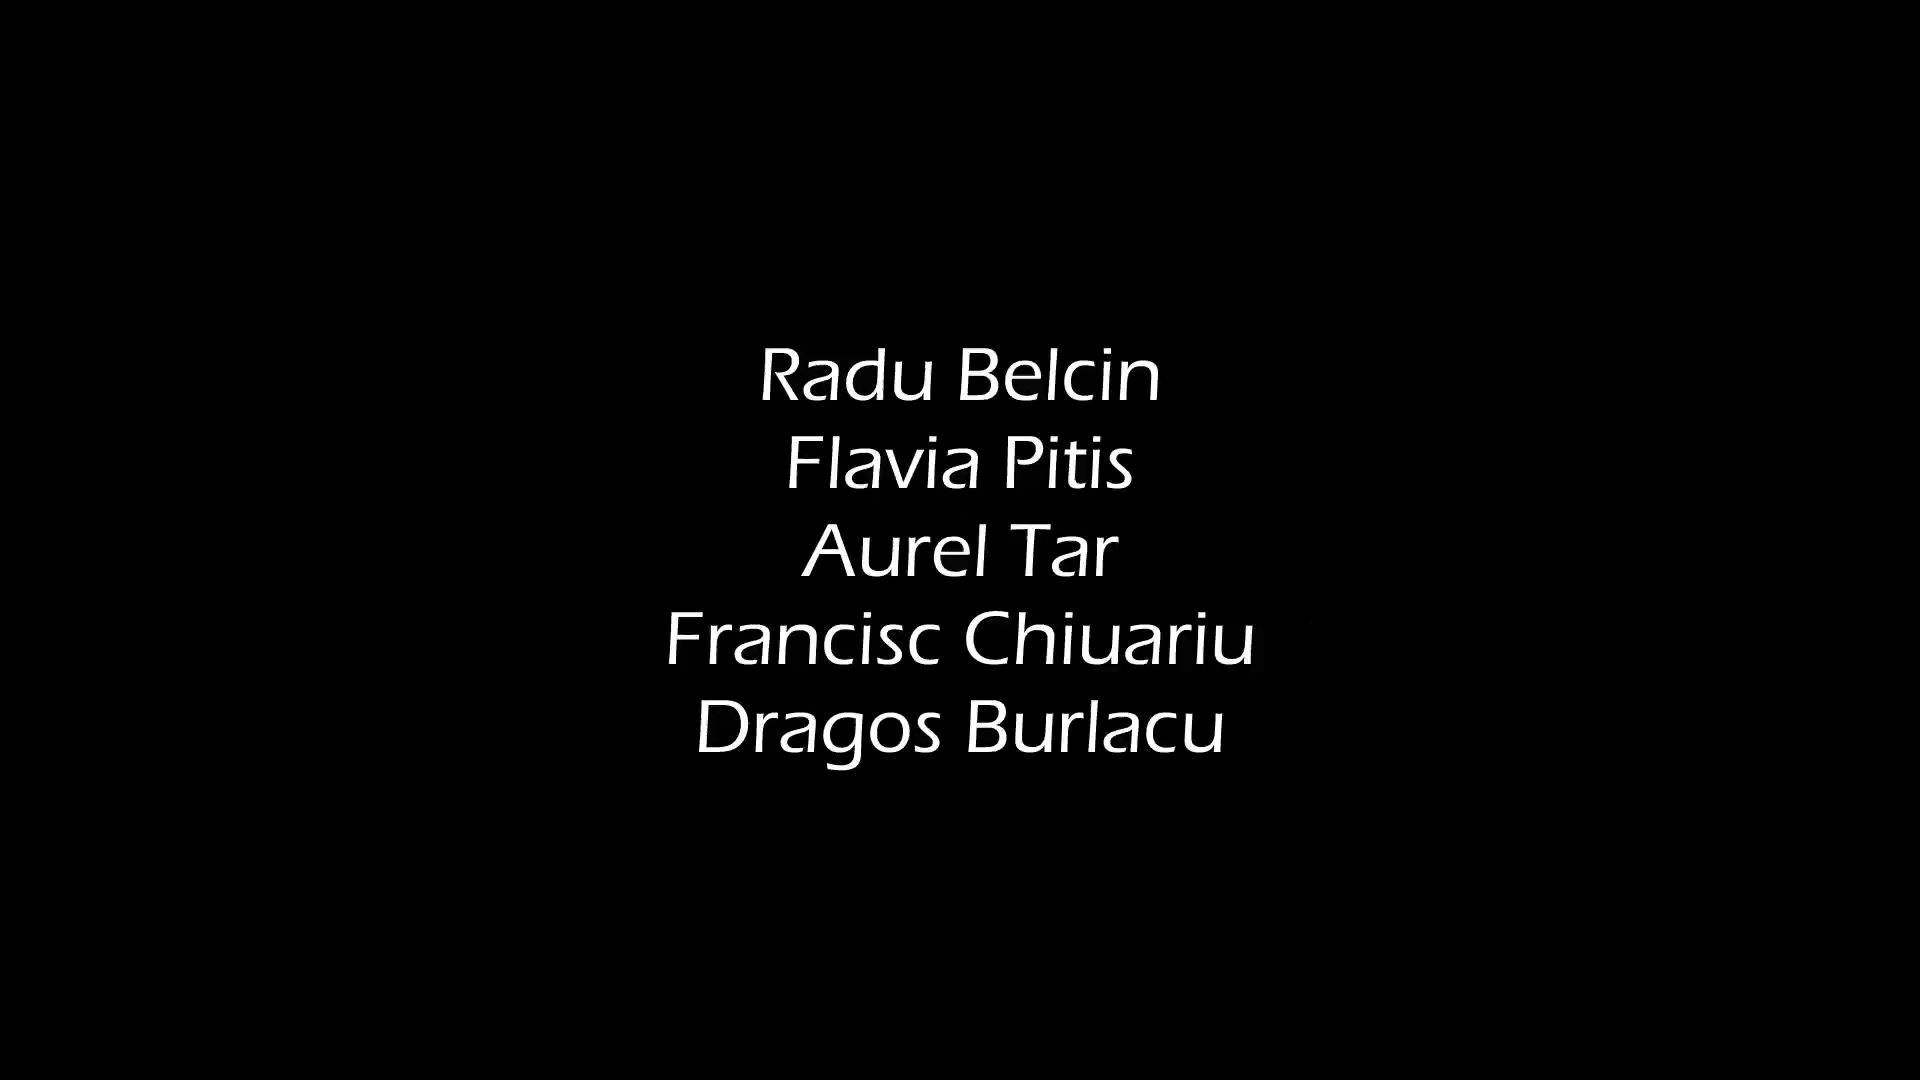 Radu Belcin
Flavia Pitis
Aurel Tar
Francisc Chiuariu
Dragos Burlacu